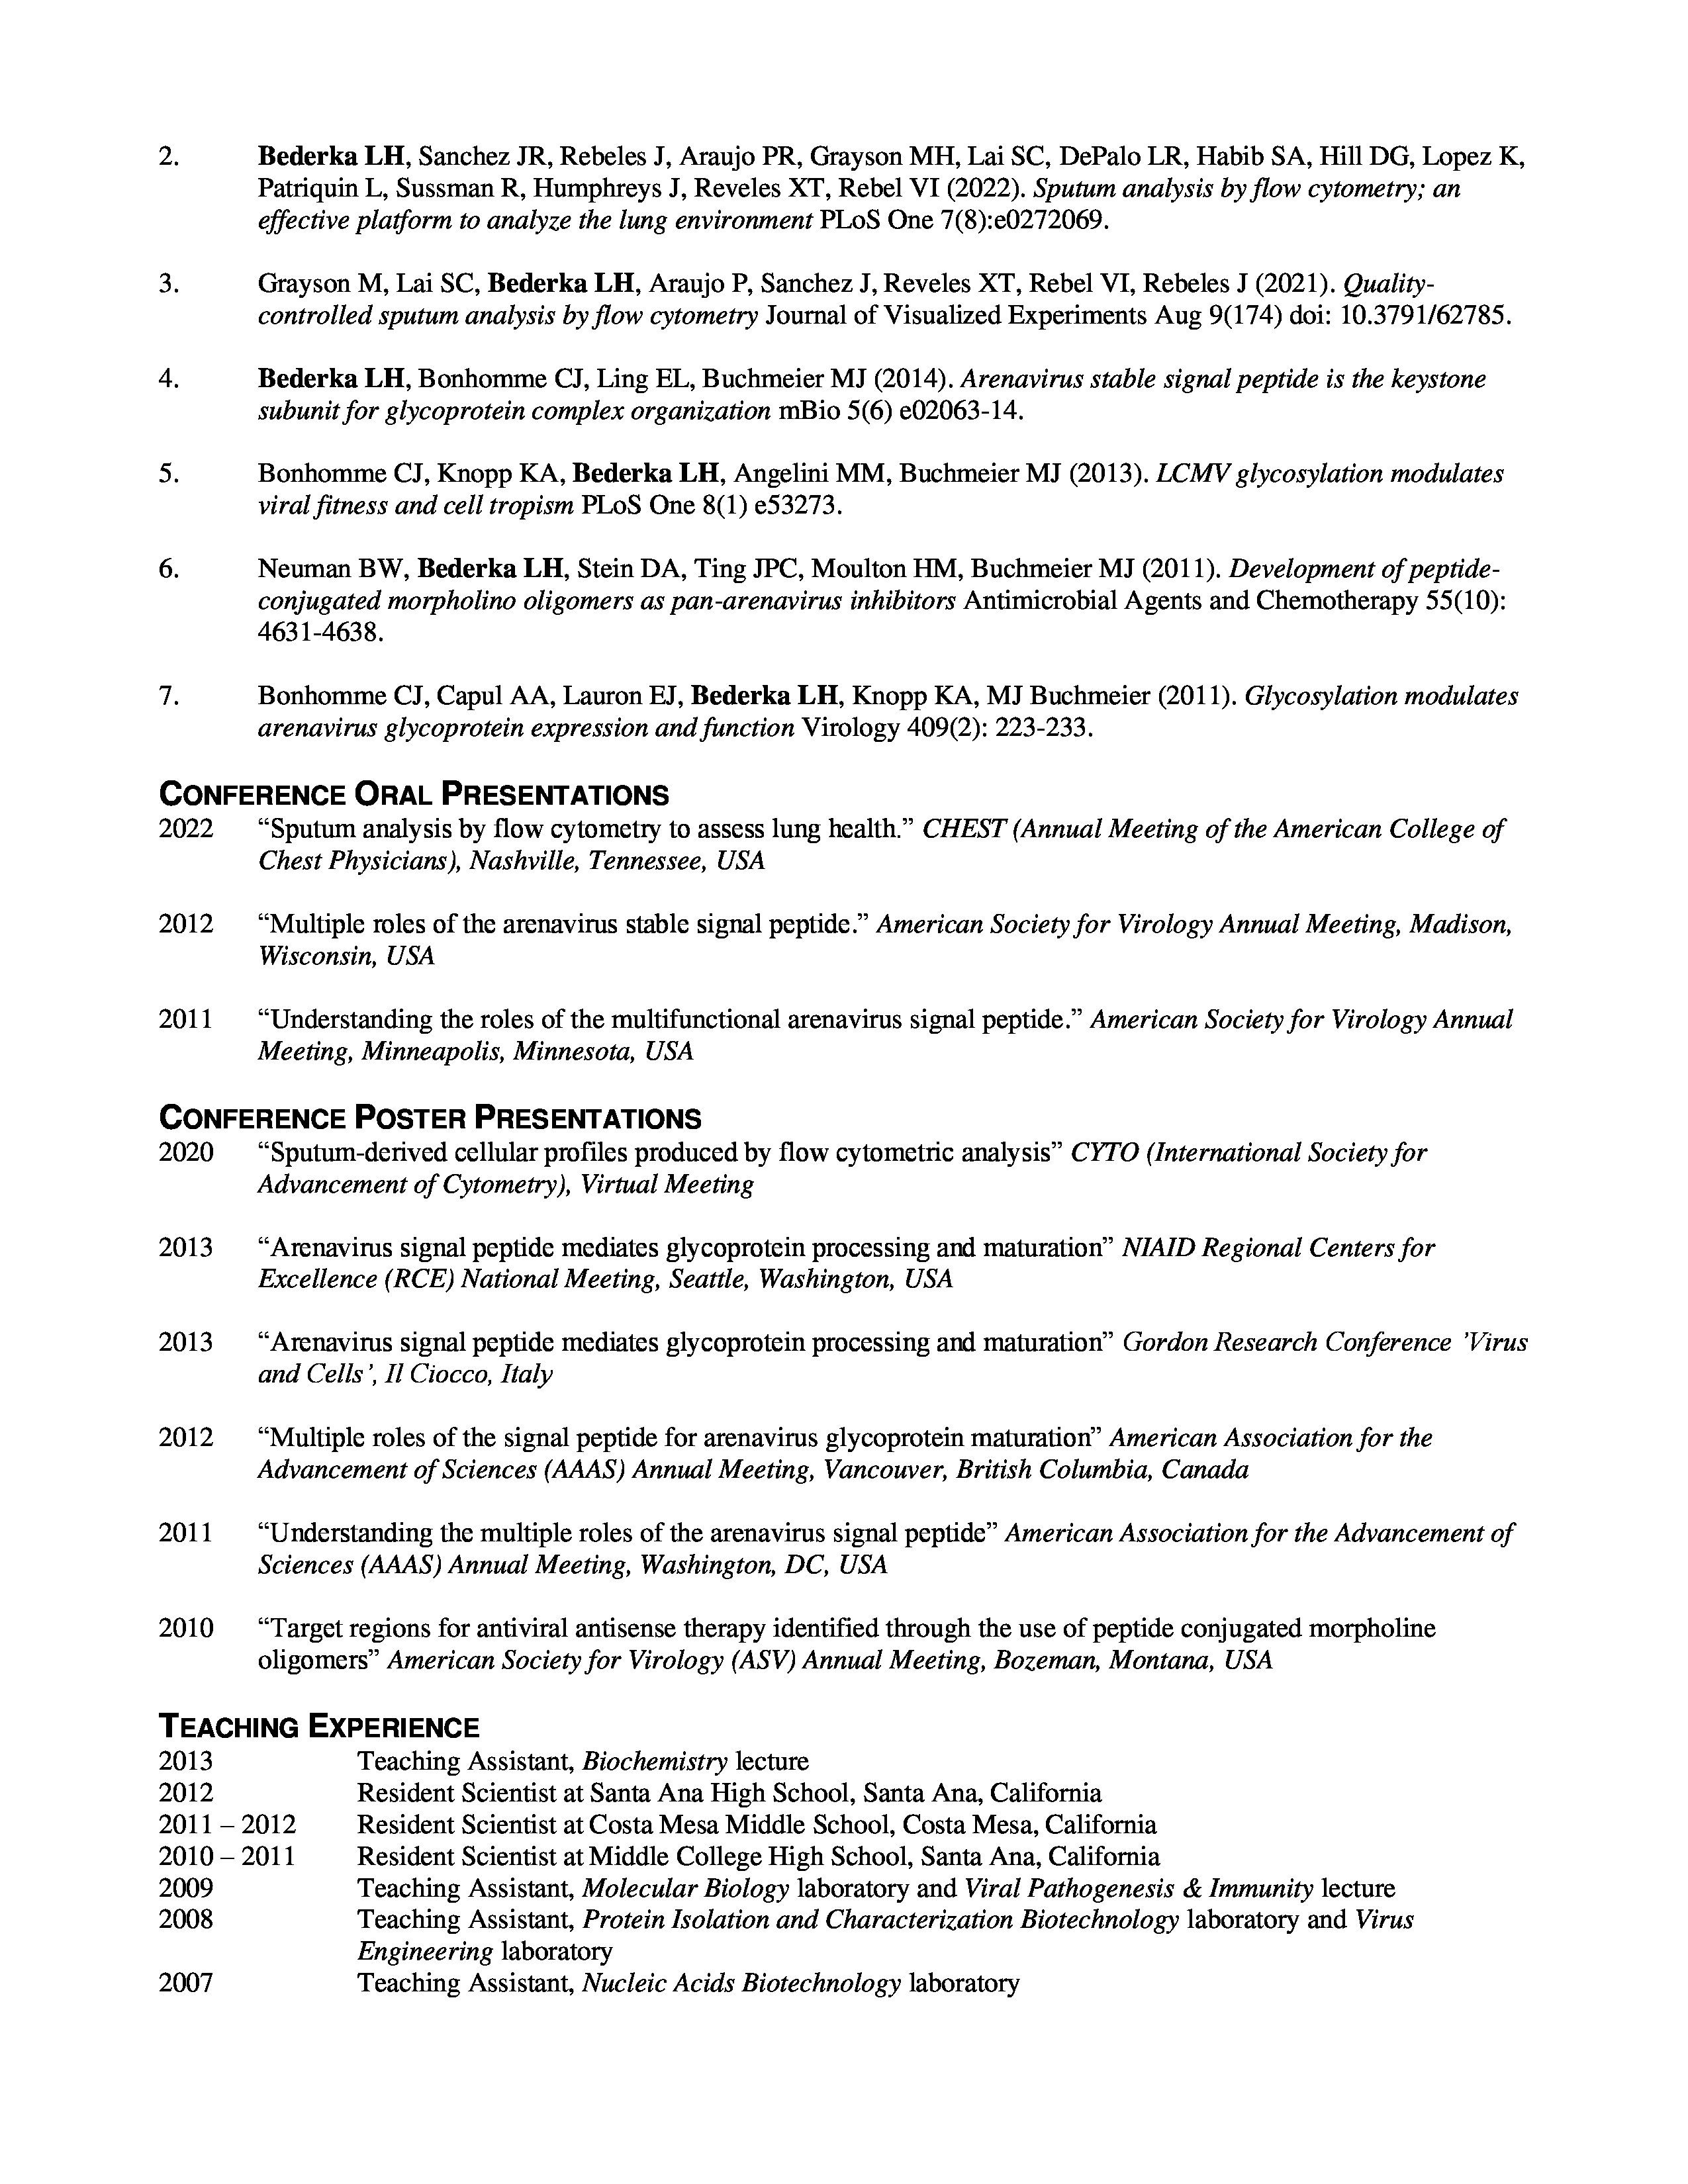 2. Bederka LH, Sanchez JR, Rebeles J, Araujo PR, Grayson MH, Lai SC, DePalo LR, Habib SA, Hill DG, Lopez K,
Patriquin L, Sussman R, Humphreys J, Reveles XT, Rebel VI (2022). Sputum analysis by flow cytometry; an
effective platform to analyze the lung environment PLoS One 7(8):e0272069.
3. Grayson M, Lai SC, Bederka LH, Araujo P, Sanchez J, Reveles XT, Rebel VI, Rebeles J (2021). Quality-
controlled sputum analysis by flow cytometry Journal of Visualized Experiments Aug 9(174) doi: 10.3791/62785.
4. Bederka LH, Bonhomme CJ, Ling EL, Buchmeier MJ (2014). Arenavirus stable signal peptide is the keystone
subunit for glycoprotein complex organization mBio 5(6) e02063-14.
5. Bonhomme CJ, Knopp KA, Bederka LH, Angelini MM, Buchmeier MJ (2013). LCMV glycosylation modulates
viral fitness and cell tropism PLoS One 8(1) e53273.
6. Neuman BW, Bederka LH, Stein DA, Ting JPC, Moulton HM, Buchmeier MJ (2011). Development of peptide-
conjugated morpholino oligomers as pan-arenavirus inhibitors Antimicrobial Agents and Chemotherapy 55(10):
4631-4638.
7. Bonhomme CJ, Capul AA, Lauron EJ, Bederka LH, Knopp KA, MJ Buchmeier (2011). Glycosylation modulates
arenavirus glycoprotein expression and function Virology 409(2): 223-233.
CONFERENCE ORAL PRESENTATIONS
2022 “Sputum analysis by flow cytometry to assess lung health.” CHEST (Annual Meeting of the American College of
Chest Physicians), Nashville, Tennessee, USA
2012 “Multiple roles of the arenavirus stable signal peptide.” American Society for Virology Annual Meeting, Madison,
Wisconsin, USA
2011 “Understanding the roles of the multifunctional arenavirus signal peptide.” American Society for Virology Annual
Meeting, Minneapolis, Minnesota, USA
CONFERENCE POSTER PRESENTATIONS
2020 “Sputum-derived cellular profiles produced by flow cytometric analysis” CYTO (International Society for
Advancement of Cytometry), Virtual Meeting
2013 “Arenavirus signal peptide mediates glycoprotein processing and maturation” NIAID Regional Centers for
Excellence (RCE) National Meeting, Seattle, Washington, USA
2013 “Arenavirus signal peptide mediates glycoprotein processing and maturation” Gordon Research Conference ’Virus
and Cells’, Il Ciocco, Italy
2012 “Multiple roles of the signal peptide for arenavirus glycoprotein maturation” American Association for the
Advancement of Sciences (AAAS) Annual Meeting, Vancouver, British Columbia, Canada
2011 “Understanding the multiple roles of the arenavirus signal peptide” American Association for the Advancement of
Sciences (AAAS) Annual Meeting, Washington, DC, USA
2010 “Target regions for antiviral antisense therapy identified through the use of peptide conjugated morpholine
oligomers” American Society for Virology (ASV) Annual Meeting, Bozeman, Montana, USA
TEACHING EXPERIENCE
2013 Teaching Assistant, Biochemistry lecture
2012 Resident Scientist at Santa Ana High School, Santa Ana, California
2011 – 2012 Resident Scientist at Costa Mesa Middle School, Costa Mesa, California
2010 – 2011 Resident Scientist at Middle College High School, Santa Ana, California
2009 Teaching Assistant, Molecular Biology laboratory and Viral Pathogenesis & Immunity lecture
2008 Teaching Assistant, Protein Isolation and Characterization Biotechnology laboratory and Virus
Engineering laboratory
2007 Teaching Assistant, Nucleic Acids Biotechnology laboratory